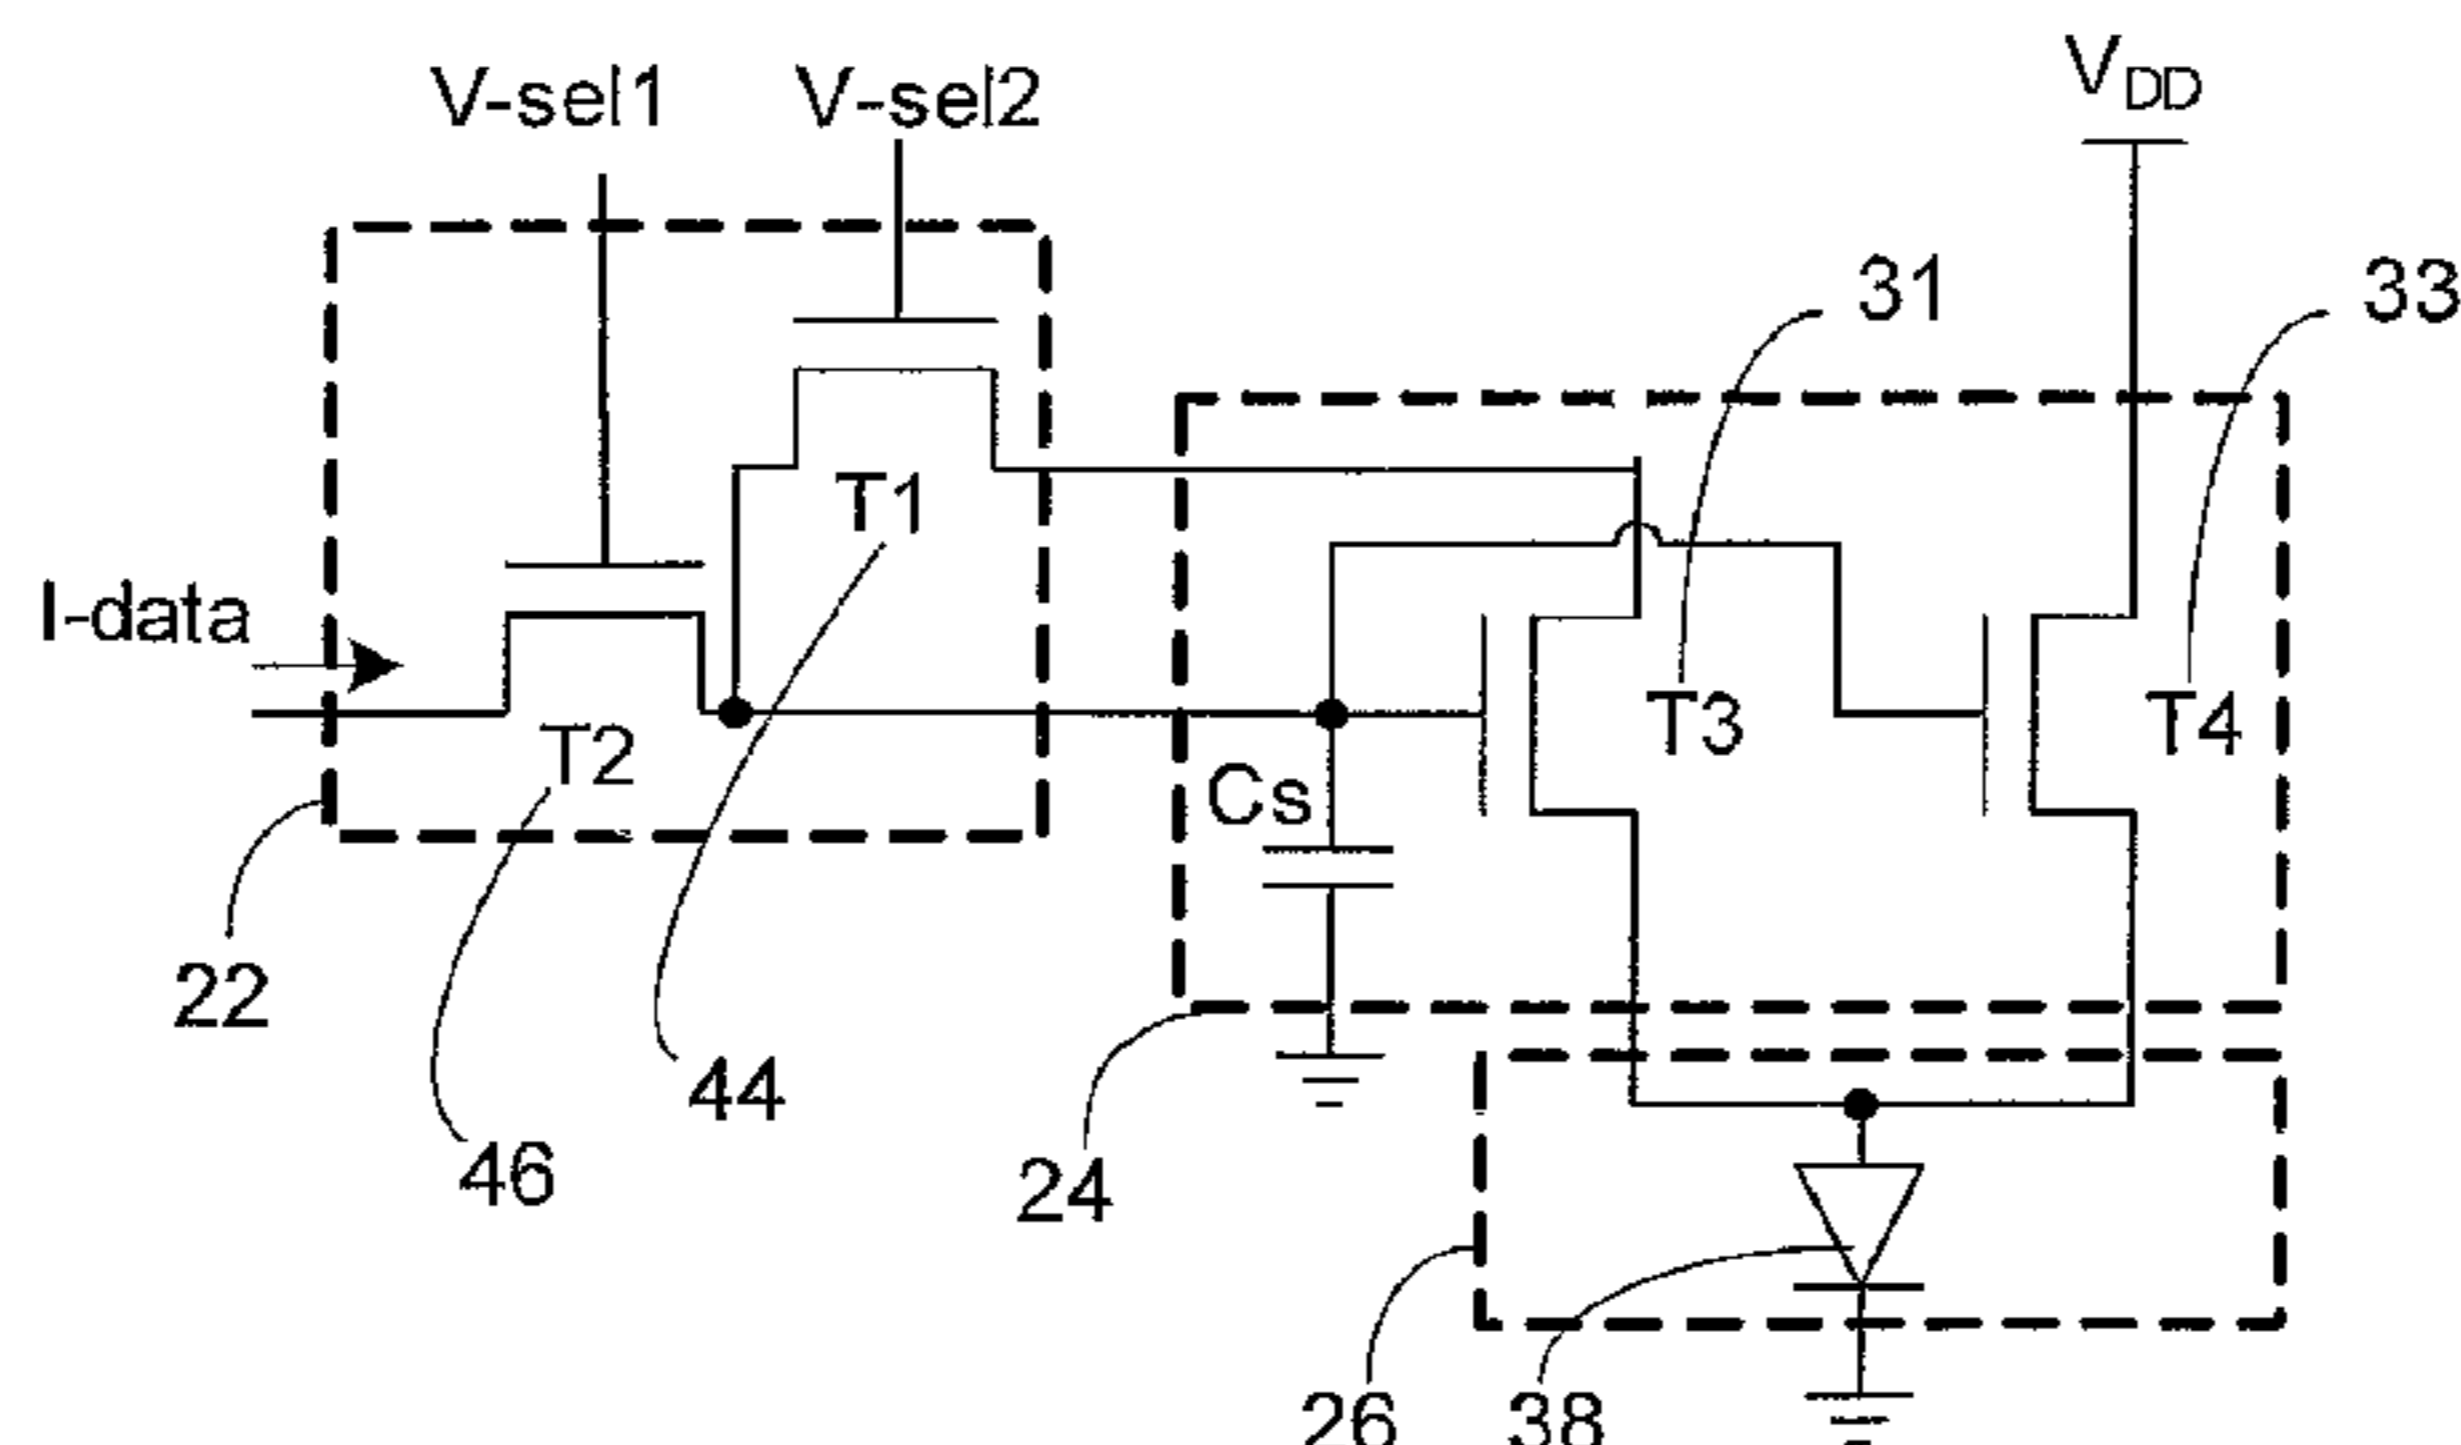 V-sel1
V-sel2
VDD
31
33
T1
I-data
T2
T3
T4
Cs
22
44
46
24
26
38